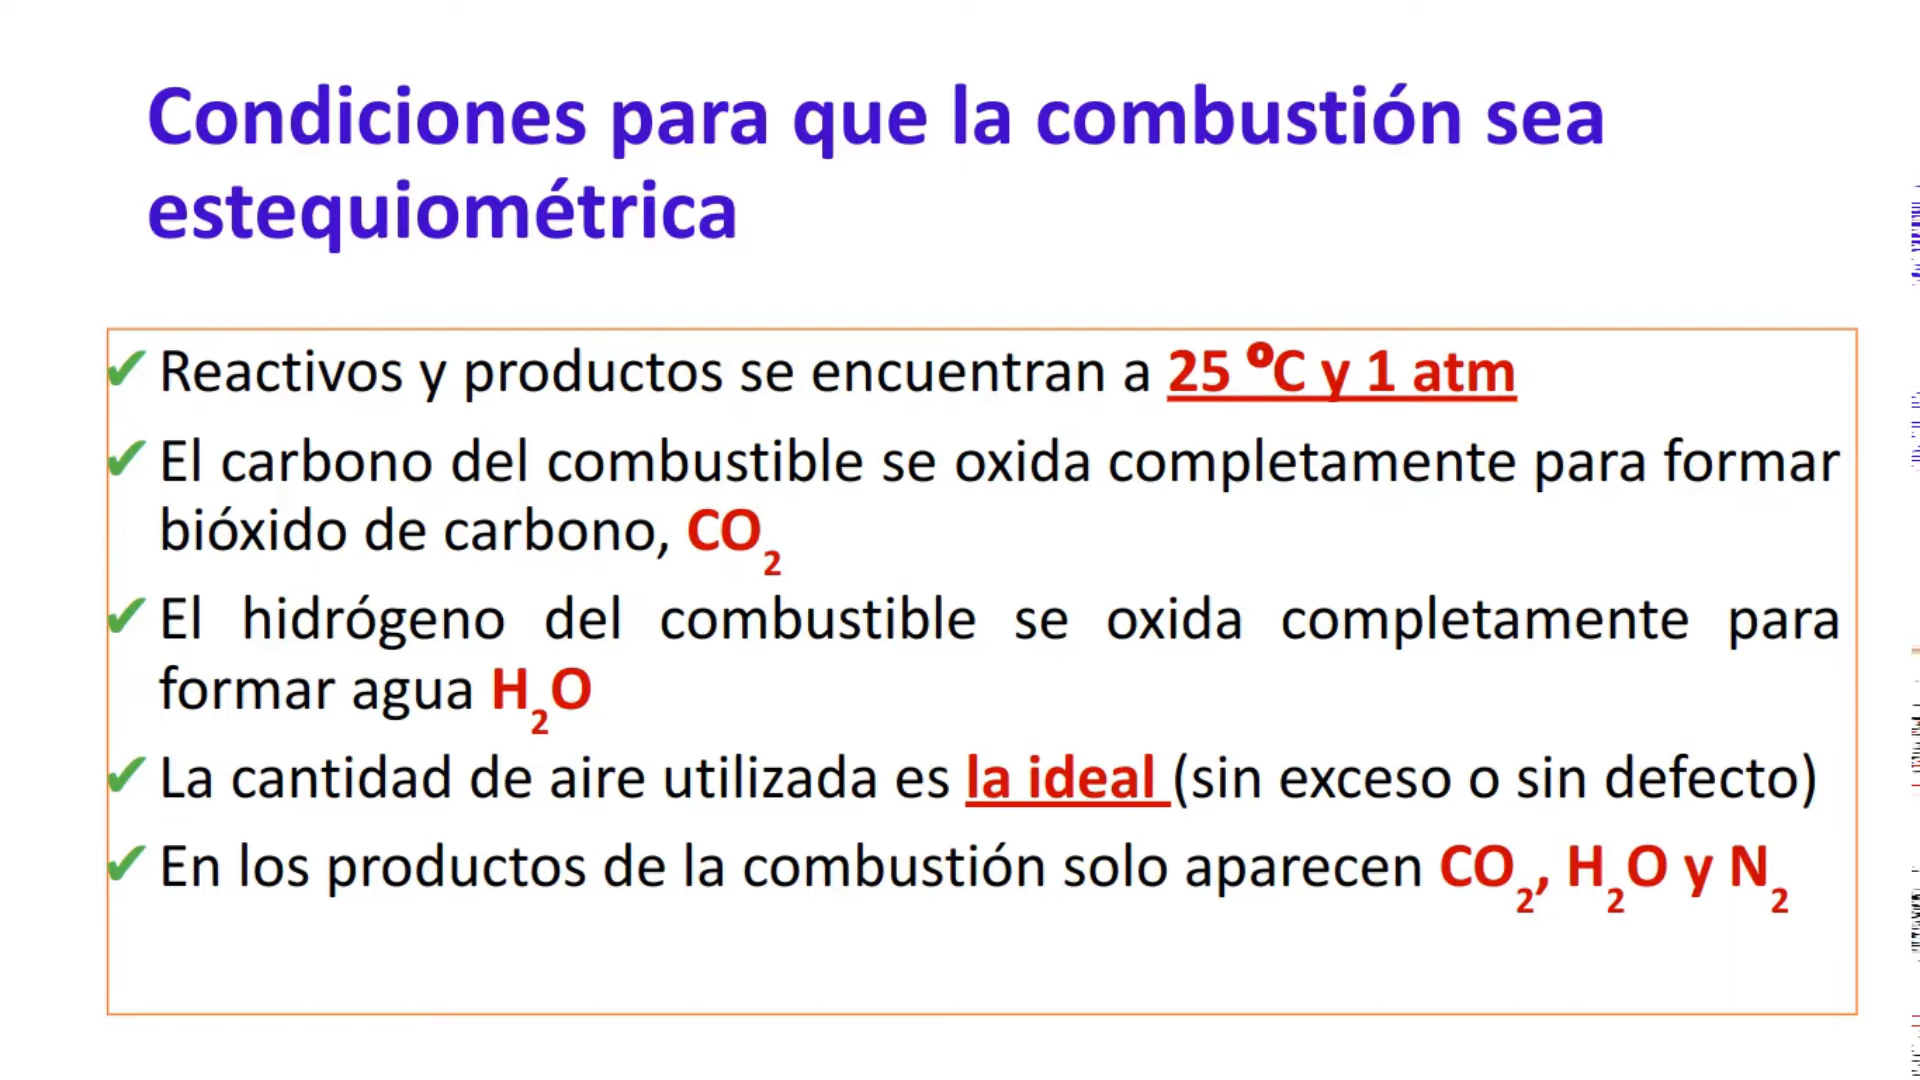 Condiciones para que la combustión sea
estequiométrica
✔ Reactivos y productos se encuentran a 25 ºC y 1 atm
✔ El carbono del combustible se oxida completamente para formar
bióxido de carbono, CO₂
✔ El hidrógeno del combustible se oxida completamente para
formar agua H₂O
✔ La cantidad de aire utilizada es la ideal (sin exceso o sin defecto)
✔ En los productos de la combustión solo aparecen CO₂, H₂O y N₂